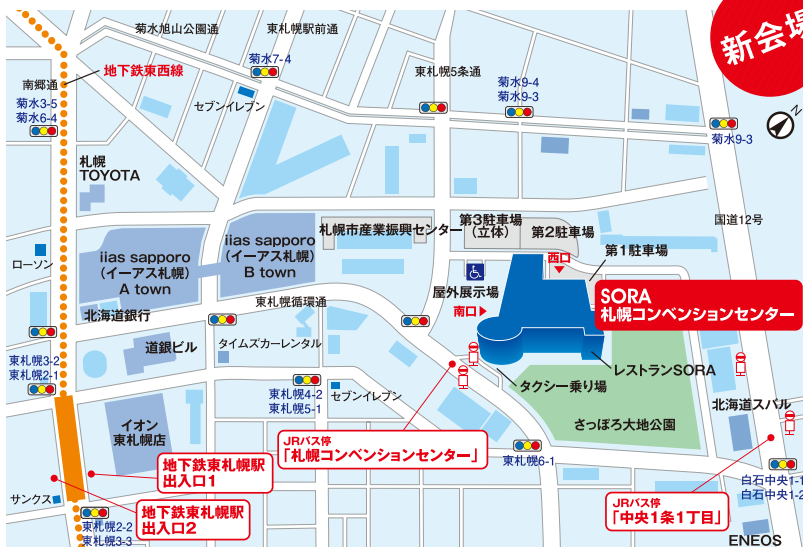 菊水旭山公園通
東札幌駅前通
新会場
菊水7-4
地下鉄東西線
東札幌5条通
南郷通
菊水3-5
菊水6-4
セブンイレブン
菊水9-4
菊水9-3
N
菊水9-3
札幌
TOYOTA
国道12号
札幌市産業振興センター
第3駐車場
(立体)
第2駐車場
第1駐車場
iias sapporo
(イーアス札幌)
A town
iias sapporo
(イーアス札幌)
B town
西口
ローソン
屋外展示場
SORA
札幌コンベンションセンター
東札幌循環通
南口
北海道銀行
道銀ビル
タイムズカーレンタル
東札幌3-2
東札幌2-1
レストランSORA
タクシー乗り場
東札幌4-2
東札幌5-1
セブンイレブン
北海道スバル
さっぽろ大地公園
イオン
東札幌店
JRバス停
「札幌コンベンションセンター」
東札幌6-1
地下鉄東札幌駅
出入口1
白石中央1-1
白石中央1-2
サンクス
地下鉄東札幌駅
出入口2
JRバス停
「中央1条1丁目」
東札幌2-2
東札幌3-3
ENEOS